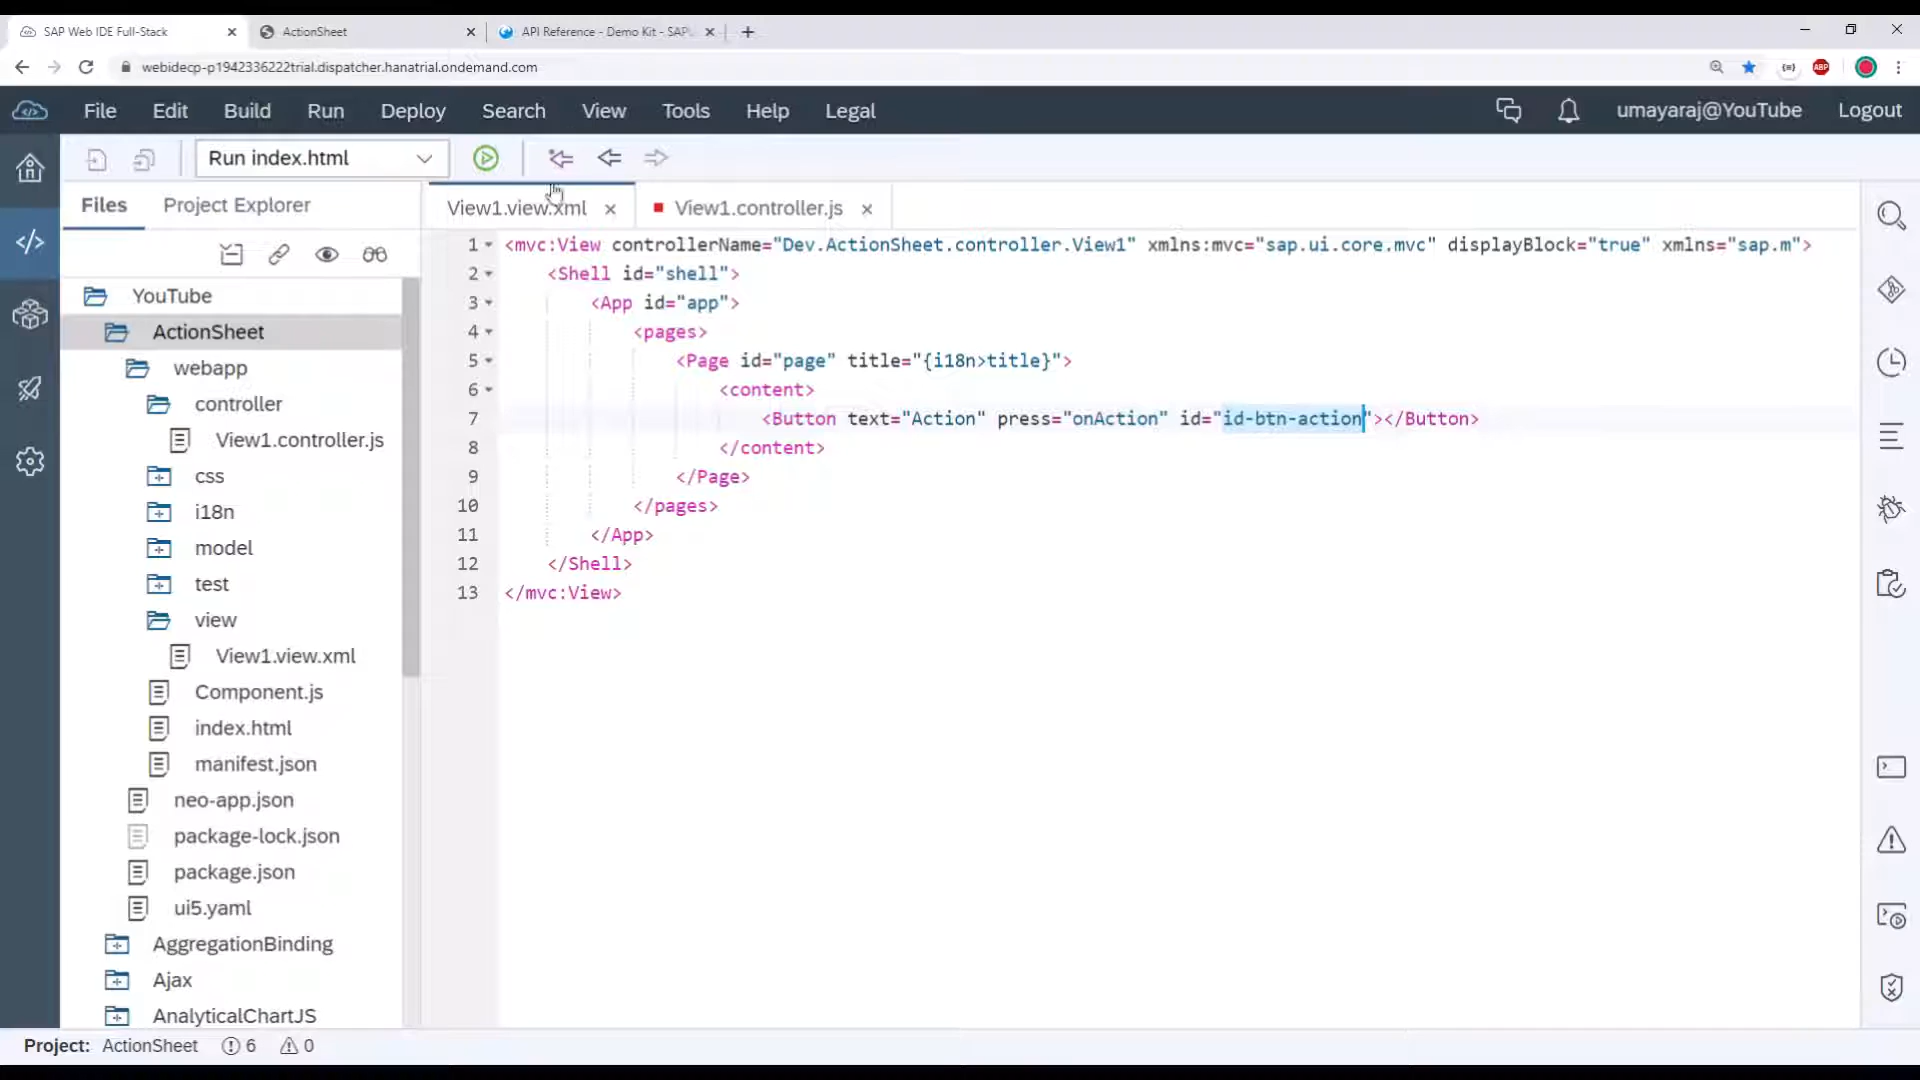 SAP Web IDE Full-Stack
ActionSheet
API Reference - Demo Kit - SAPU
webidecp-p1942336222trial.dispatcher.hanatrial.ondemand.com
ABP
File Edit Build Run Deploy Search View Tools Help Legal
umayaraj@YouTube Logout
Run index.html
Files Project Explorer
View1.view.xml
View1.controller.js
YouTube
ActionSheet
webapp
controller
View1.controller.js
css
i18n
model
test
view
View1.view.xml
Component.js
index.html
manifest.json
neo-app.json
package-lock.json
package.json
ui5.yaml
AggregationBinding
Ajax
AnalyticalChartJS
1 <mvc:View controllerName="Dev.ActionSheet.controller.View1" xmlns:mvc="sap.ui.core.mvc" displayBlock="true" xmlns="sap.m">
2 <Shell id="shell">
3 <App id="app">
4 <pages>
5 <Page id="page" title="{i18n>title}">
6 <content>
7 <Button text="Action" press="onAction" id="id-btn-action"></Button>
8 </content>
9 </Page>
10 </pages>
11 </App>
12 </Shell>
13 </mvc:View>
Project: ActionSheet 6 0